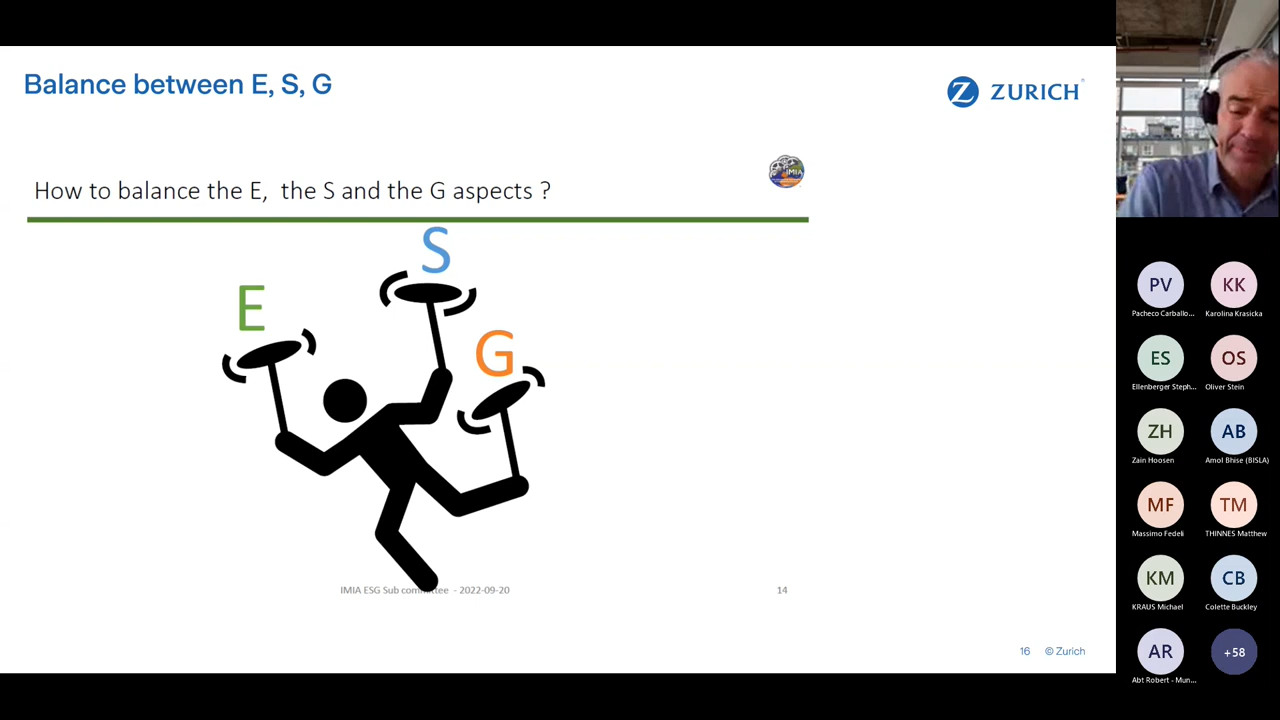 Balance between E, S, G
Z ZURICH
IMIA
How to balance the E, the S and the G aspects ?
S
E
G
IMIA ESG Sub committee - 2022-09-20
14
16 © Zurich
PV KK
Pacheco Carballo... Karolina Krasicka
ES OS
Ellenberger Steph... Oliver Stein
ZH AB
Zain Hoosen Amol Bhise (BISLA)
MF TM
Massimo Fedeli THINNES Matthew
KM CB
KRAUS Michael Colette Buckley
AR +58
Abt Robert - Mun...